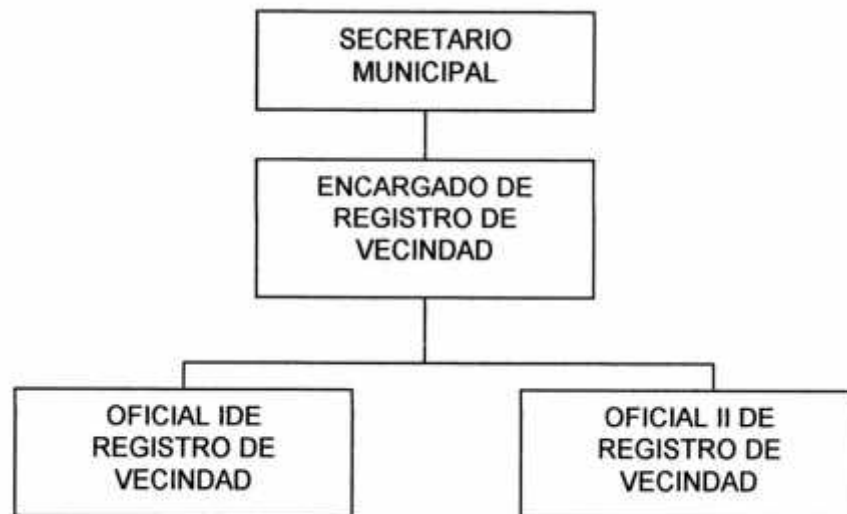 SECRETARIO
MUNICIPAL
ENCARGADO DE
REGISTRO DE
VECINDAD
OFICIAL IDE
REGISTRO DE
VECINDAD
OFICIAL II DE
REGISTRO DE
VECINDAD